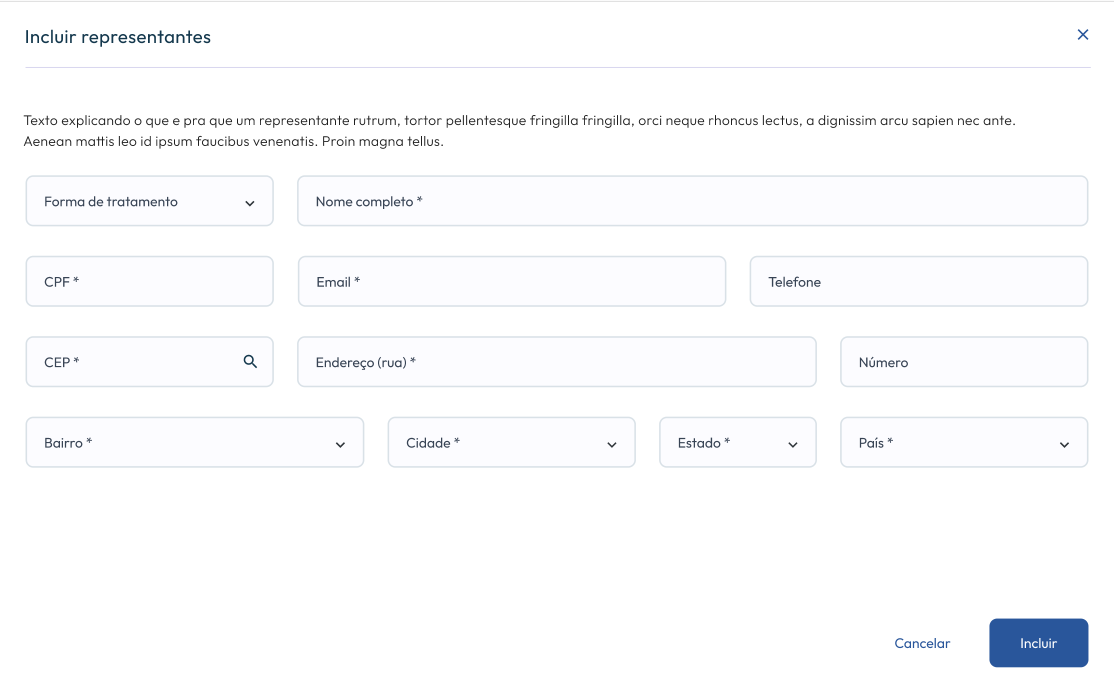 Incluir representantes
Texto explicando o que e pra que um representante rutrum, tortor pellentesque fringilla fringilla, orci neque rhoncus lectus, a dignissim arcu sapien nec ante.
Aenean mattis leo id ipsum faucibus venenatis. Proin magna tellus.
Forma de tratamento
Nome completo *
CPF *
Email *
Telefone
CEP *
Endereço (rua) *
Número
Bairro *
Cidade *
Estado *
País *
Cancelar
Incluir